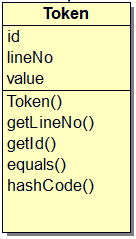 Token
id
lineNo
value
Token()
getLineNo()
getId()
equals()
hashCode()